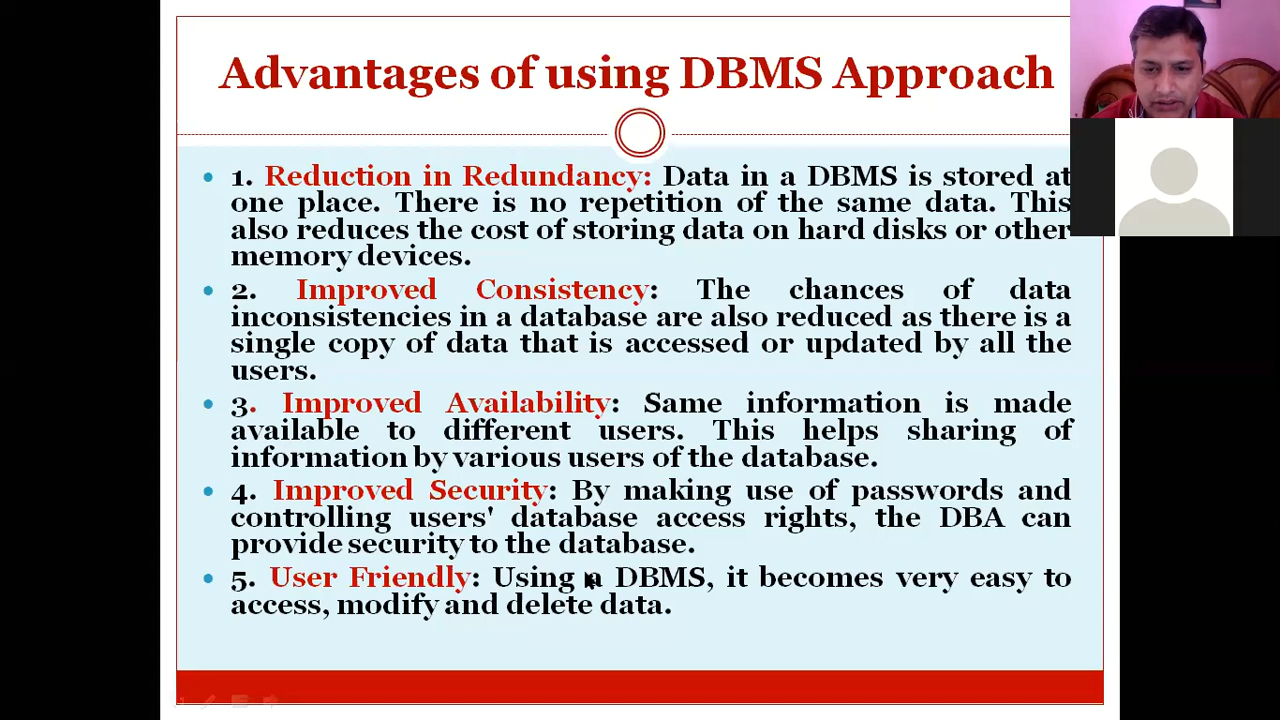 Advantages of using DBMS Approach
• 1. Reduction in Redundancy: Data in a DBMS is stored at
one place. There is no repetition of the same data. This
also reduces the cost of storing data on hard disks or other
memory devices.
• 2. Improved Consistency: The chances of data
inconsistencies in a database are also reduced as there is a
single copy of data that is accessed or updated by all the
users.
• 3. Improved Availability: Same information is made
available to different users. This helps sharing of
information by various users of the database.
• 4. Improved Security: By making use of passwords and
controlling users' database access rights, the DBA can
provide security to the database.
• 5. User Friendly: Using a DBMS, it becomes very easy to
access, modify and delete data.